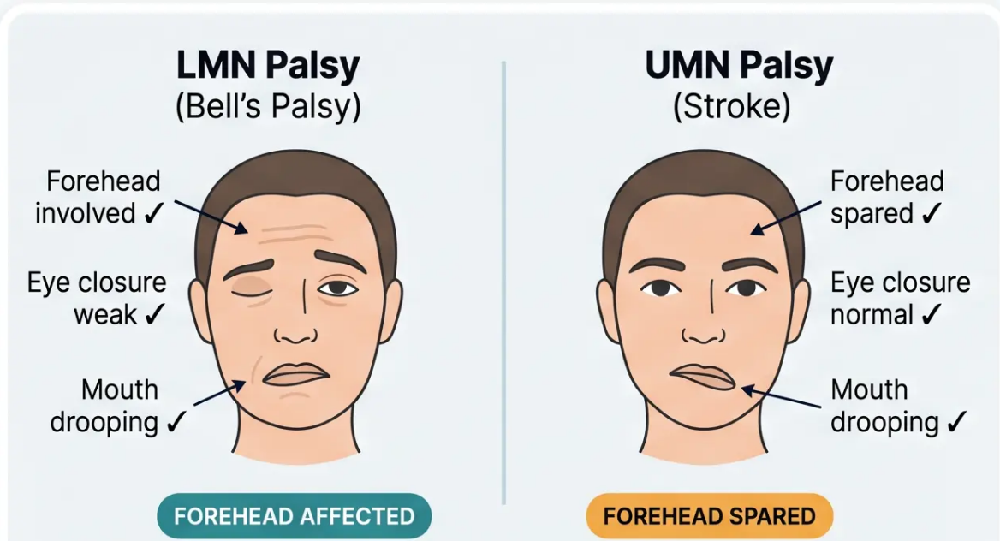 LMN Palsy
(Bell's Palsy)
Forehead
involved ✓
Eye closure
weak ✓
Mouth
drooping ✓
FOREHEAD AFFECTED
UMN Palsy
(Stroke)
Forehead
spared ✓
Eye closure
normal ✓
Mouth
drooping ✓
FOREHEAD SPARED